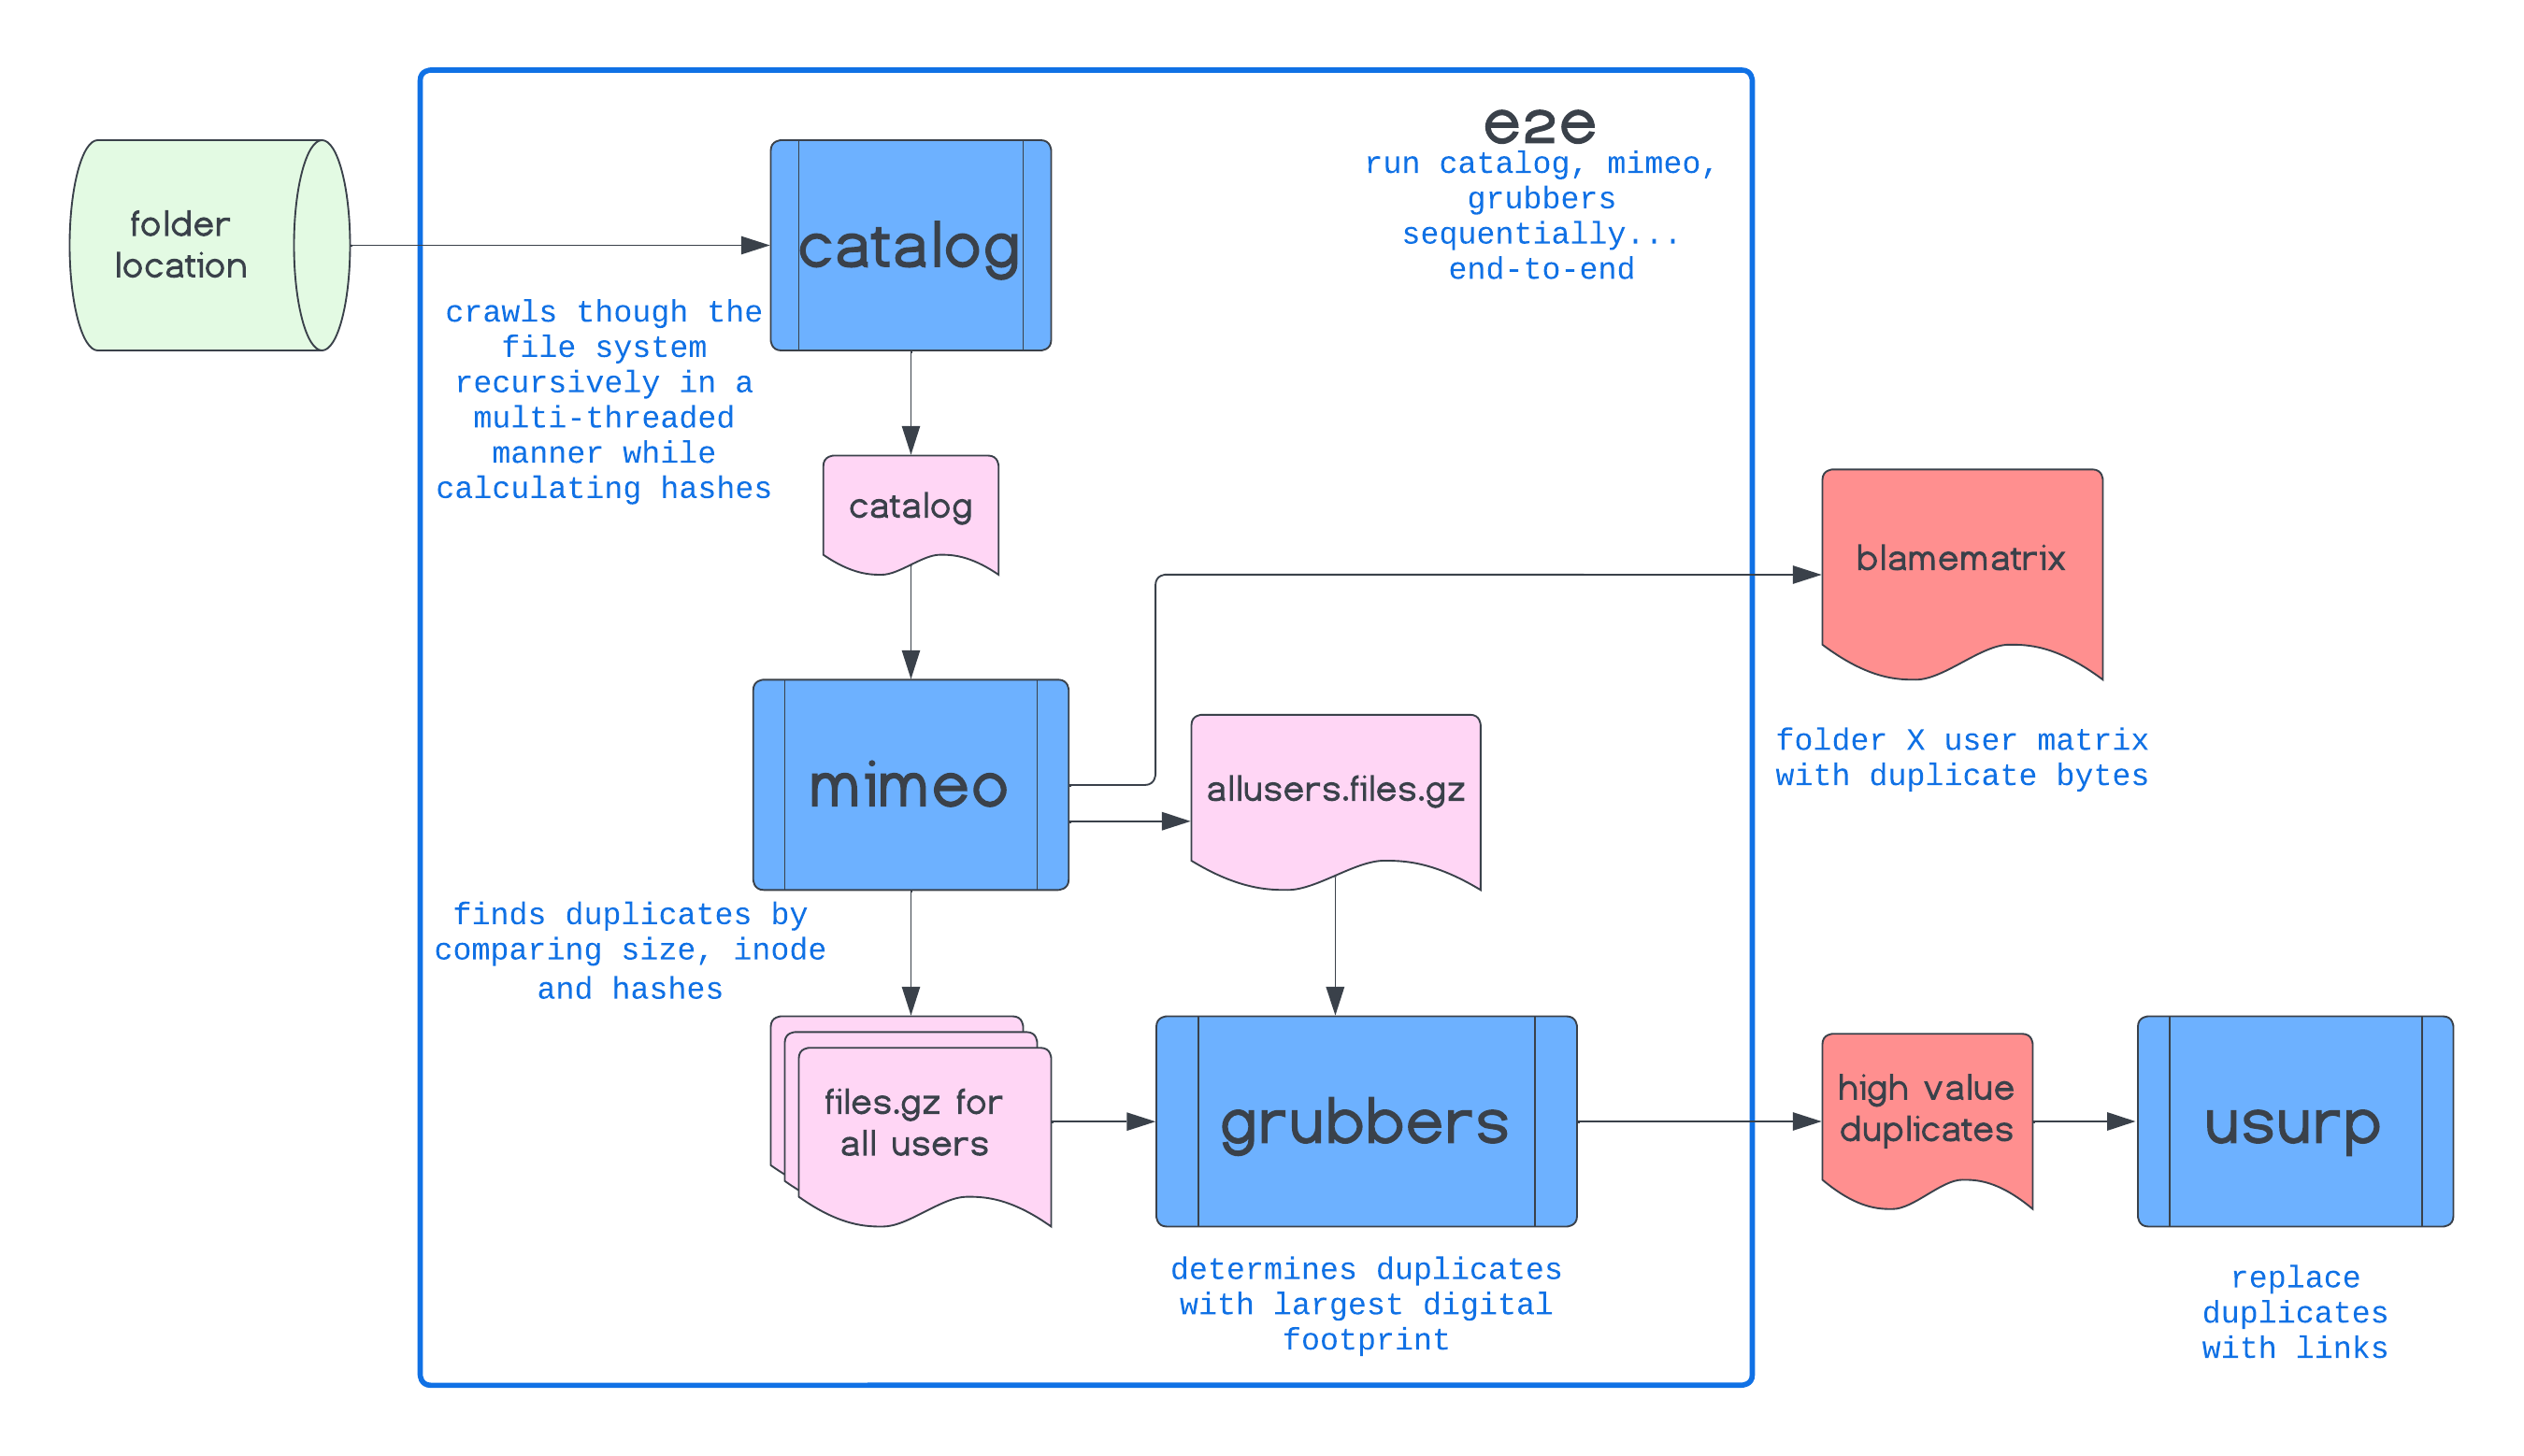 e2e
run catalog, mimeo,
grubbers
sequentially...
end-to-end
folder
location
catalog
crawls though the
file system
recursively in a
multi-threaded
manner while
calculating hashes
catalog
blamematrix
folder X user matrix
with duplicate bytes
mimeo
allusers.files.gz
finds duplicates by
comparing size, inode
and hashes
files.gz for
all users
grubbers
determines duplicates
with largest digital
footprint
high value
duplicates
usurp
replace
duplicates
with links